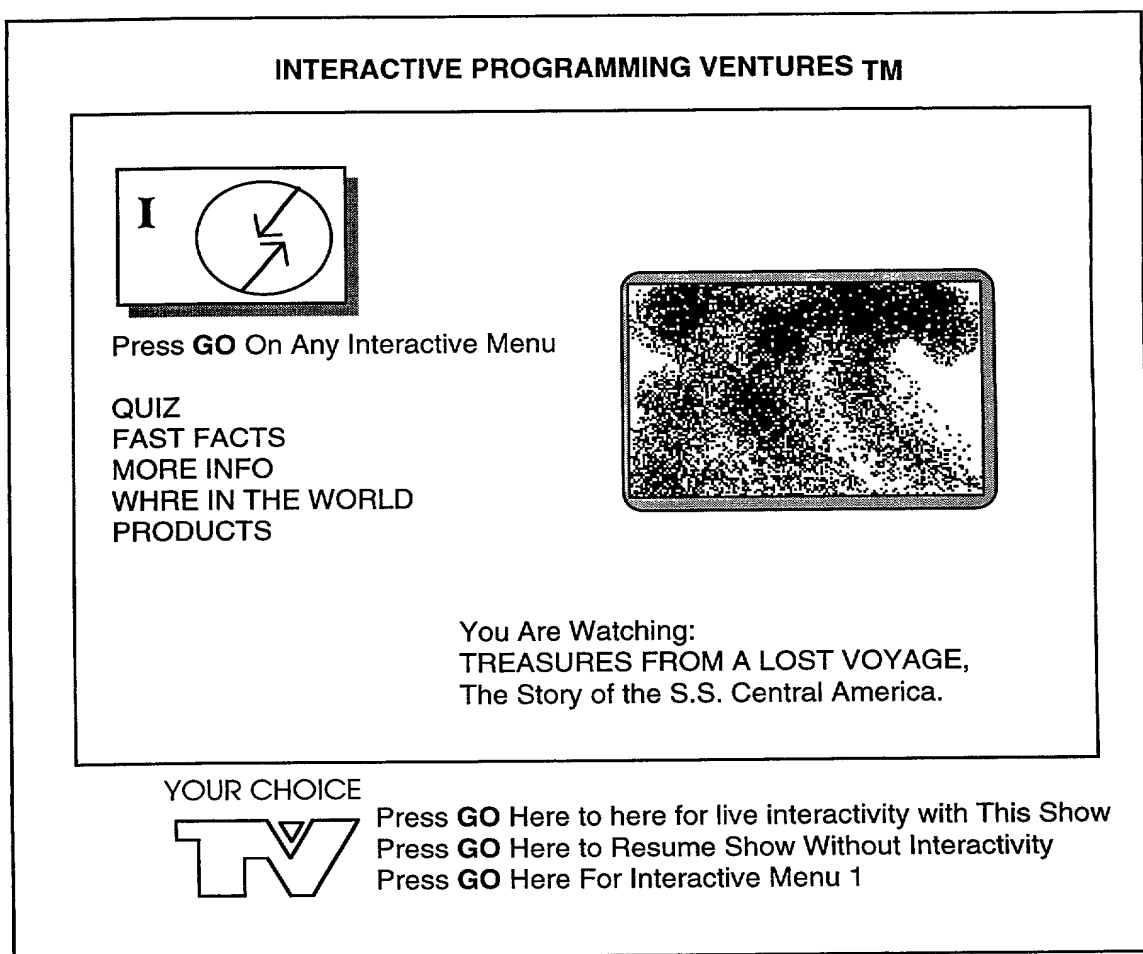 INTERACTIVE PROGRAMMING VENTURES TM
I
Press GO On Any Interactive Menu
QUIZ
FAST FACTS
MORE INFO
WHRE IN THE WORLD
PRODUCTS
You Are Watching:
TREASURES FROM A LOST VOYAGE,
The Story of the S.S. Central America.
YOUR CHOICE
TV
Press GO Here to here for live interactivity with This Show
Press GO Here to Resume Show Without Interactivity
Press GO Here For Interactive Menu 1